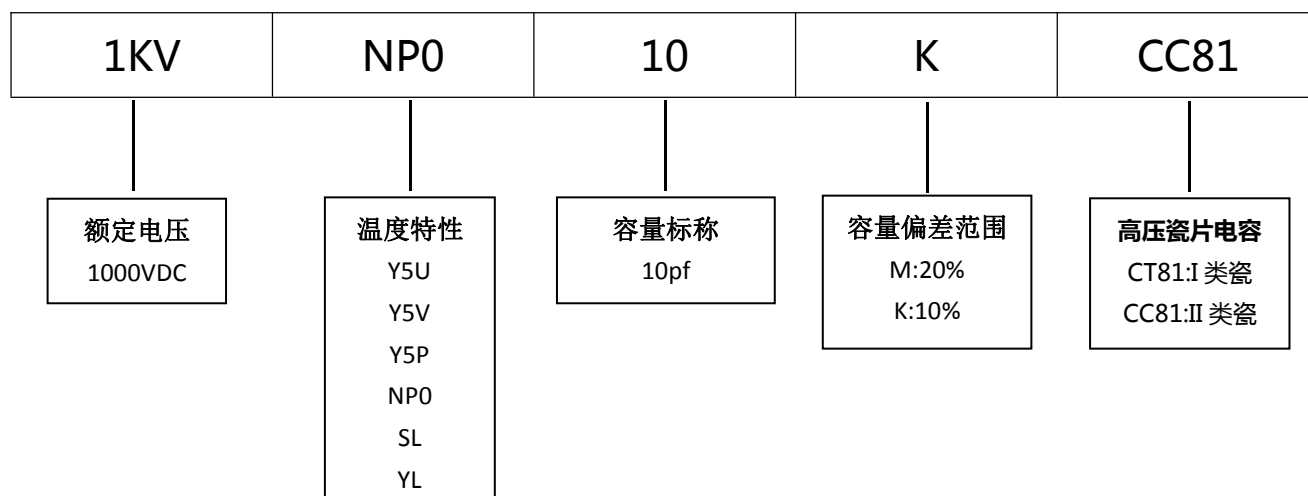 1KV NP0 10 K CC81
额定电压
1000VDC
温度特性
Y5U
Y5V
Y5P
NP0
SL
YL
容量标称
10pf
容量偏差范围
M:20%
K:10%
高压瓷片电容
CT81:I 类瓷
CC81:II 类瓷